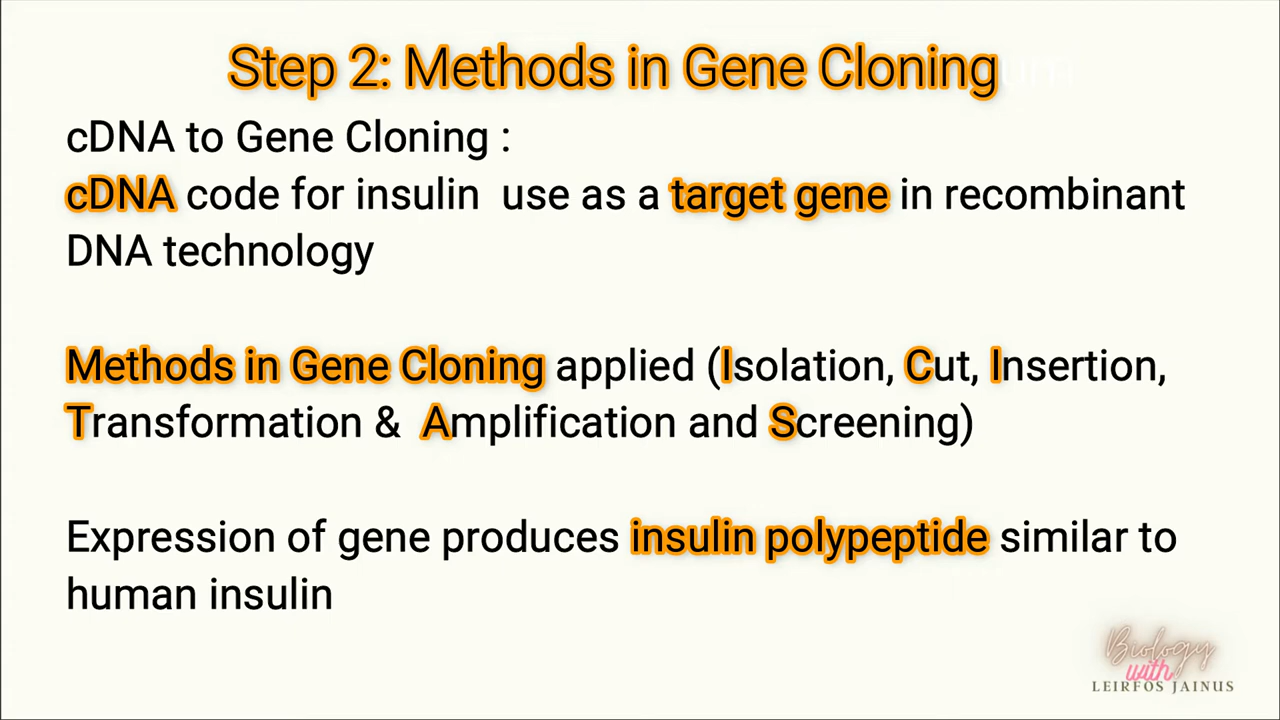 Step 2: Methods in Gene Cloning
cDNA to Gene Cloning :
cDNA code for insulin use as a target gene in recombinant
DNA technology
Methods in Gene Cloning applied (Isolation, Cut, Insertion,
Transformation & Amplification and Screening)
Expression of gene produces insulin polypeptide similar to
human insulin
Biology
with
LEIRFOS JAINUS